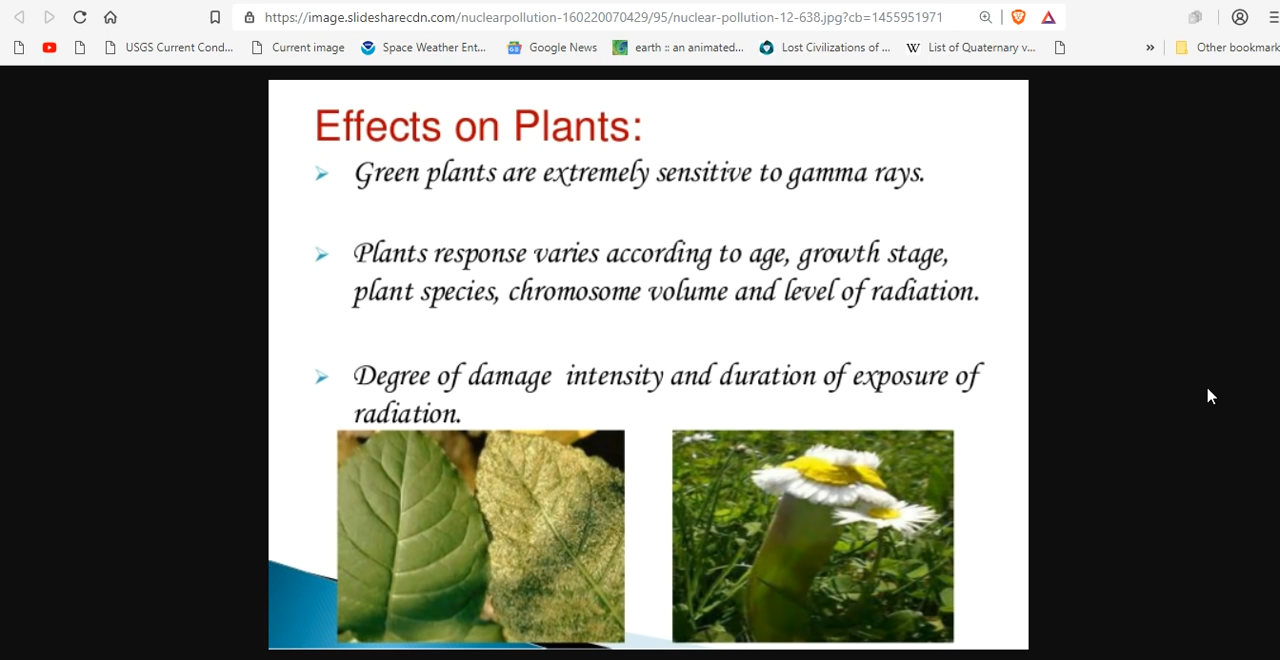 https://image.slidesharecdn.com/nuclearpollution-160220070429/95/nuclear-pollution-12-638.jpg?cb=1455951971
USGS Current Cond... Current image Space Weather Ent... Google News earth :: an animated... Lost Civilizations of ... W List of Quaternary v... » Other bookmark
Effects on Plants:
Green plants are extremely sensitive to gamma rays.
Plants response varies according to age, growth stage,
plant species, chromosome volume and level of radiation.
Degree of damage intensity and duration of exposure of
radiation.